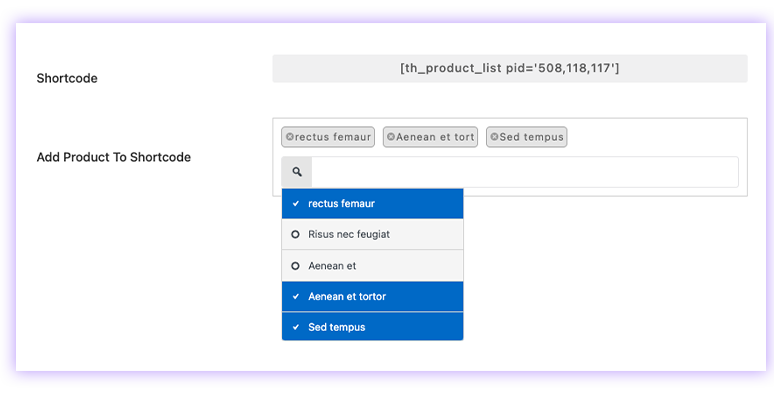 Shortcode
[th_product_list pid='508,118,117']
Add Product To Shortcode
rectus femaur Aenean et tort Sed tempus
rectus femaur
Risus nec feugiat
Aenean et
Aenean et tortor
Sed tempus